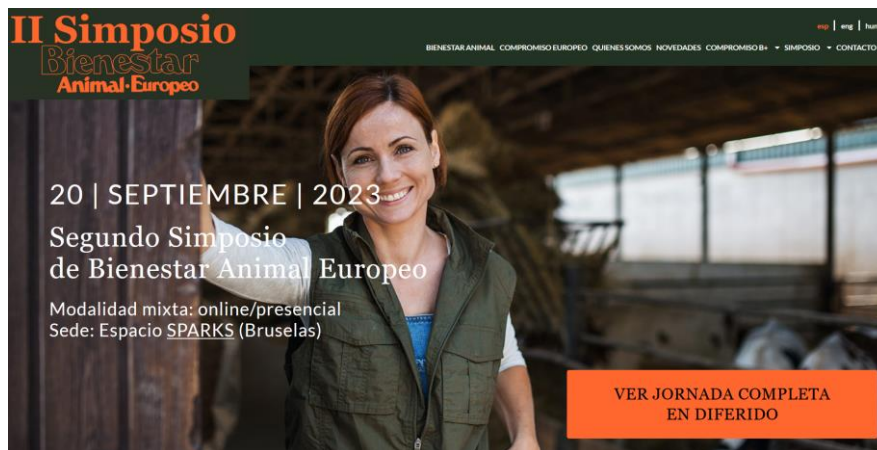 II Simposio
Bienestar
Animal·Europeo
esp | eng | hun
BIENESTAR ANIMAL COMPROMISO EUROPEO QUIENES SOMOS NOVEDADES COMPROMISO B+ SIMPOSIO CONTACTO
20 | SEPTIEMBRE | 2023
Segundo Simposio
de Bienestar Animal Europeo
Modalidad mixta: online/presencial
Sede: Espacio SPARKS (Bruselas)
VER JORNADA COMPLETA
EN DIFERIDO